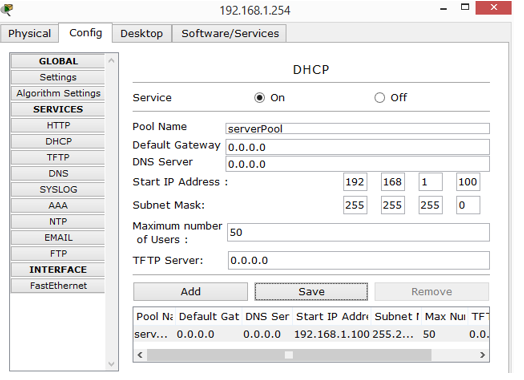 192.168.1.254
Physical Config Desktop Software/Services
GLOBAL
Settings
Algorithm Settings
SERVICES
HTTP
DHCP
TFTP
DNS
SYSLOG
AAA
NTP
EMAIL
FTP
INTERFACE
FastEthernet
DHCP
Service On Off
Pool Name serverPool
Default Gateway 0.0.0.0
DNS Server 0.0.0.0
Start IP Address : 192 168 1 100
Subnet Mask: 255 255 255 0
Maximum number
of Users : 50
TFTP Server: 0.0.0.0
Add Save Remove
Pool Na Default Gat DNS Ser Start IP Addre Subnet M Max Num TFT
serv... 0.0.0.0 0.0.0.0 192.168.1.100 255.2... 50 0.0.